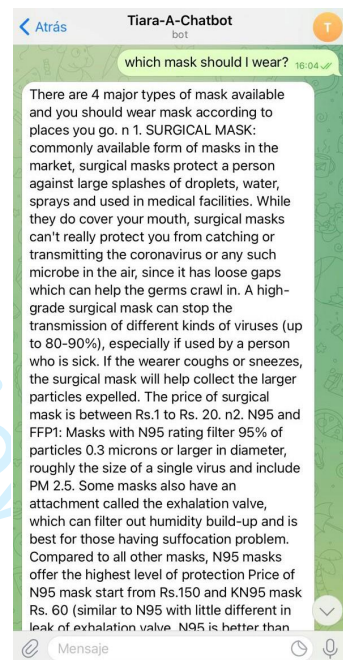 Atrás
Tiara-A-Chatbot
bot
T
which mask should I wear? 16:04
There are 4 major types of mask available
and you should wear mask according to
places you go. n 1. SURGICAL MASK:
commonly available form of masks in the
market, surgical masks protect a person
against large splashes of droplets, water,
sprays and used in medical facilities. While
they do cover your mouth, surgical masks
can't really protect you from catching or
transmitting the coronavirus or any such
microbe in the air, since it has loose gaps
which can help the germs crawl in. A high-
grade surgical mask can stop the
transmission of different kinds of viruses (up
to 80-90%), especially if used by a person
who is sick. If the wearer coughs or sneezes,
the surgical mask will help collect the larger
particles expelled. The price of surgical
mask is between Rs.1 to Rs. 20. n2. N95 and
FFP1: Masks with N95 rating filter 95% of
particles 0.3 microns or larger in diameter,
roughly the size of a single virus and include
PM 2.5. Some masks also have an
attachment called the exhalation valve,
which can filter out humidity build-up and is
best for those having suffocation problem.
Compared to all other masks, N95 masks
offer the highest level of protection Price of
N95 mask start from Rs.150 and KN95 mask
Rs. 60 (similar to N95 with little different in
leak of exhalation valve. N95 is better than
Mensaje